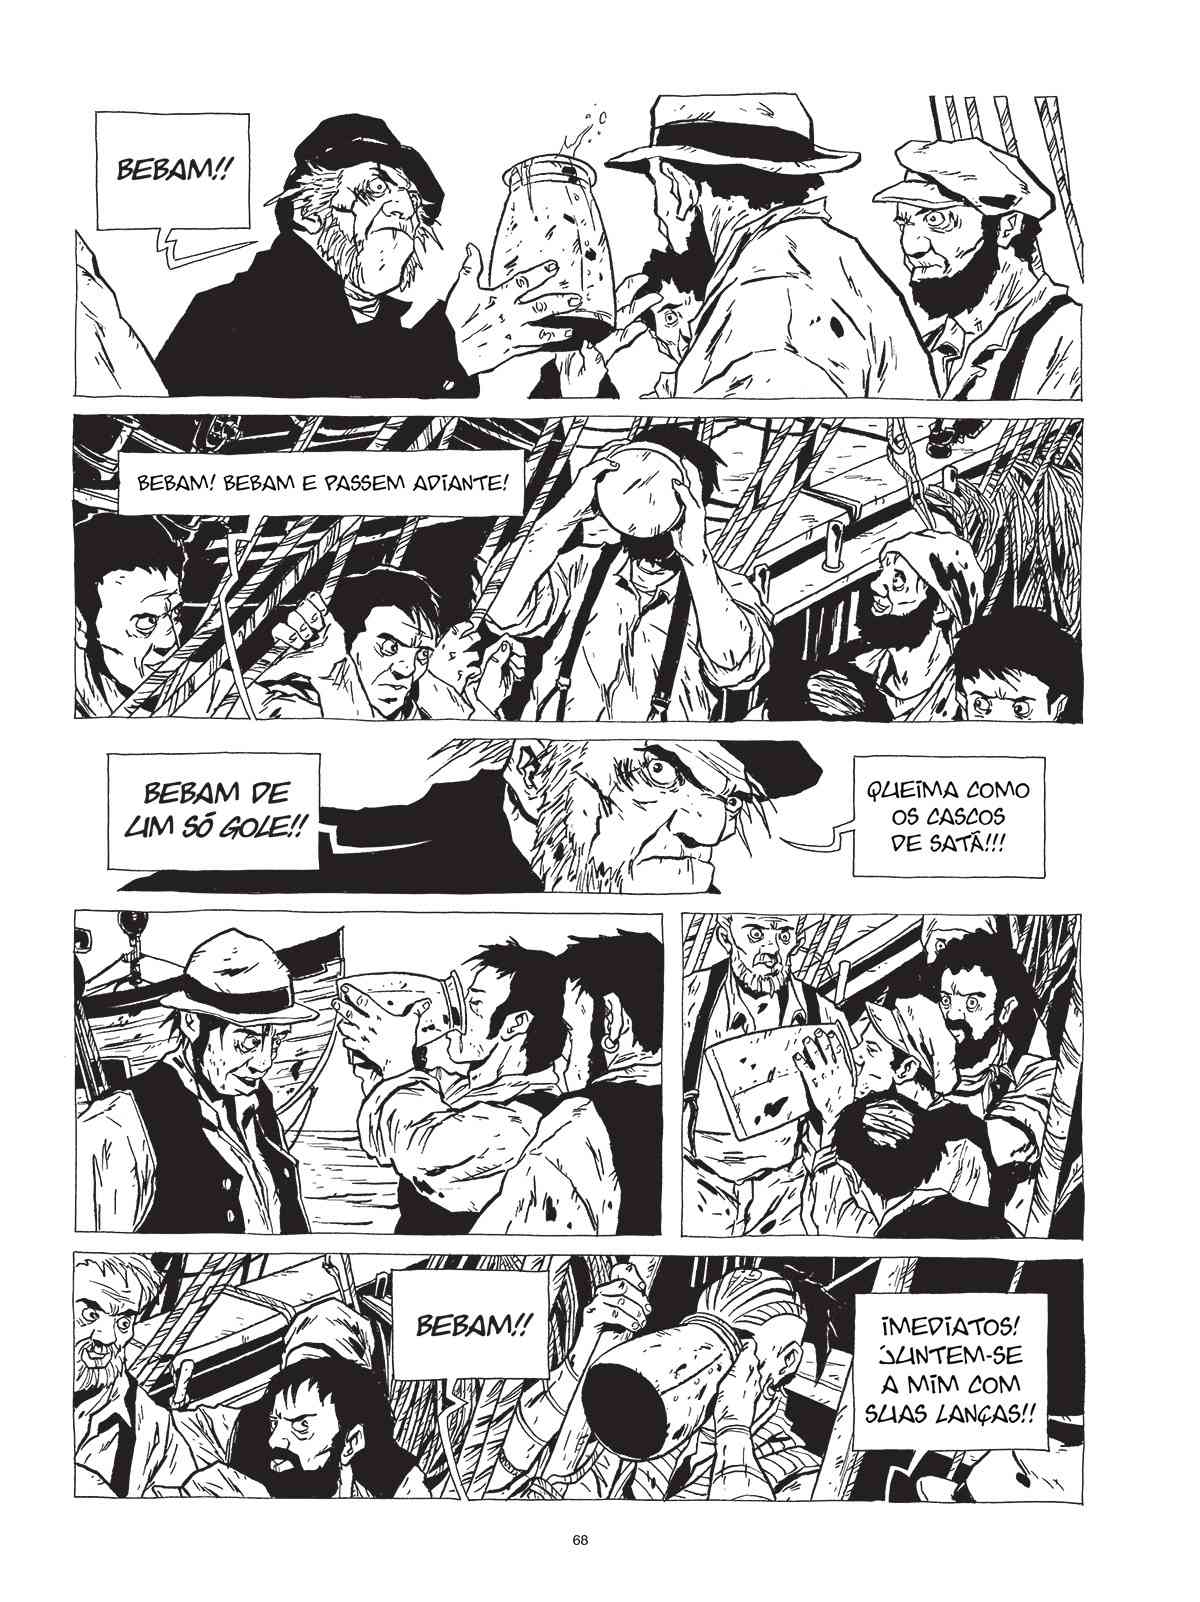 BEBAM!!
BEBAM! BEBAM E PASSEM ADIANTE!
BEBAM DE
UM SÓ GOLE!!
QUEIMA COMO
OS CASCOS
DE SATÃ!!!
BEBAM!!
IMEDIATOS!
JUNTEM-SE
A MIM COM
SUAS LANÇAS!!
68